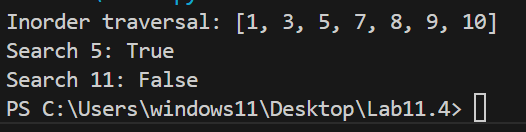 Inorder traversal: [1, 3, 5, 7, 8, 9, 10]
Search 5: True
Search 11: False
PS C:\Users\windows11\Desktop\Lab11.4>